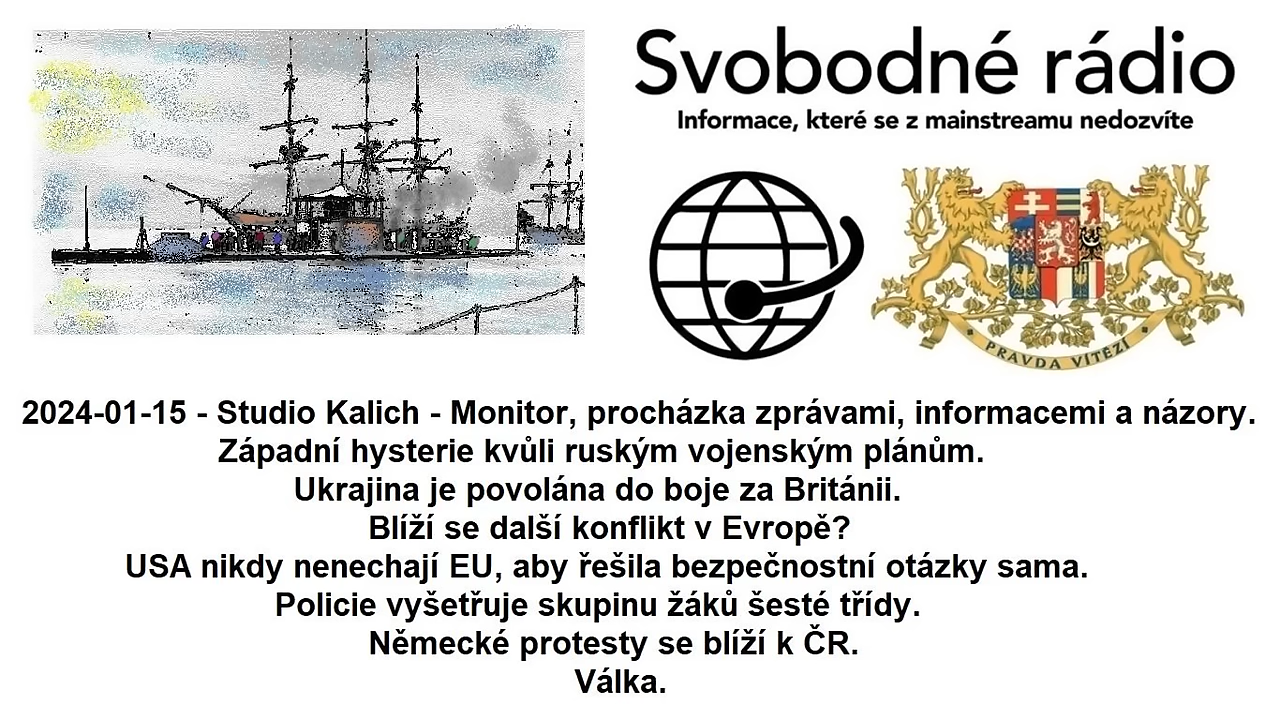 Svobodné rádio
Informace, které se z mainstreamu nedozvíte
PRAVDA VÍTĚZÍ
2024-01-15 - Studio Kalich - Monitor, procházka zprávami, informacemi a názory.
Západní hysterie kvůli ruským vojenským plánům.
Ukrajina je povolána do boje za Británii.
Blíží se další konflikt v Evropě?
USA nikdy nenechají EU, aby řešila bezpečnostní otázky sama.
Policie vyšetřuje skupinu žáků šesté třídy.
Německé protesty se blíží k ČR.
Válka.